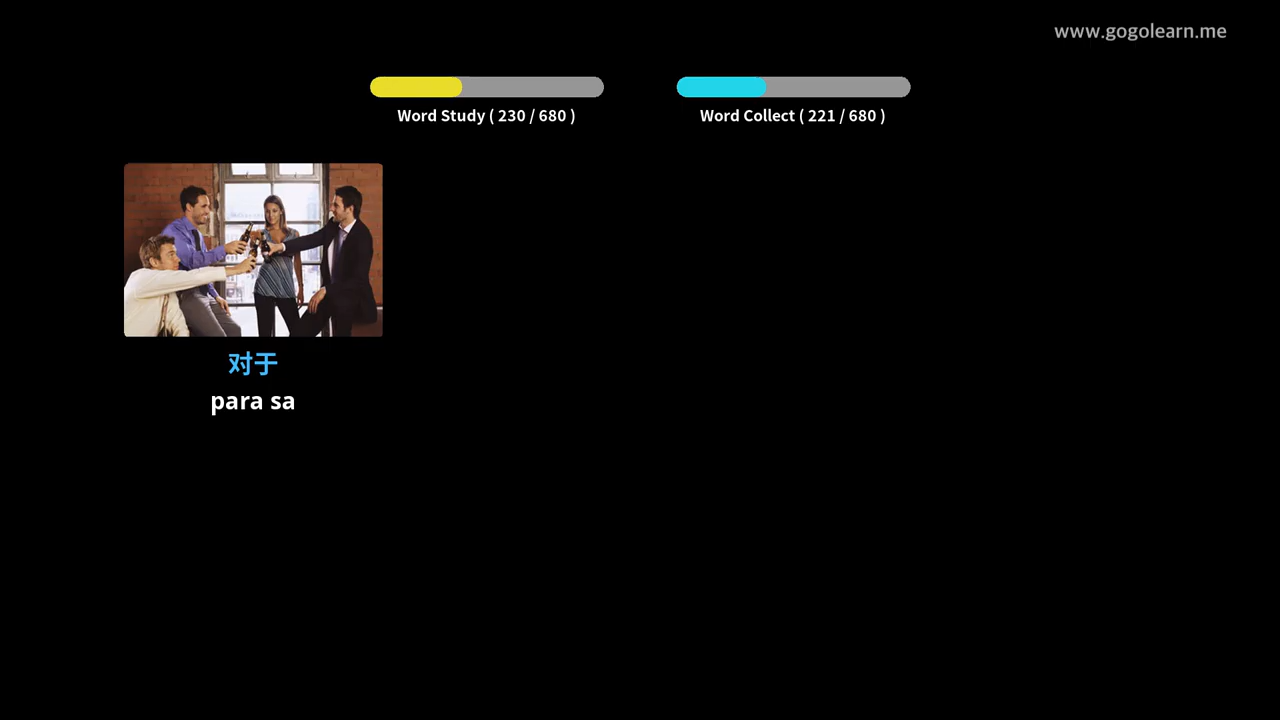 www.gogolearn.me
Word Study ( 230 / 680 )
Word Collect ( 221 / 680 )
对于
para sa